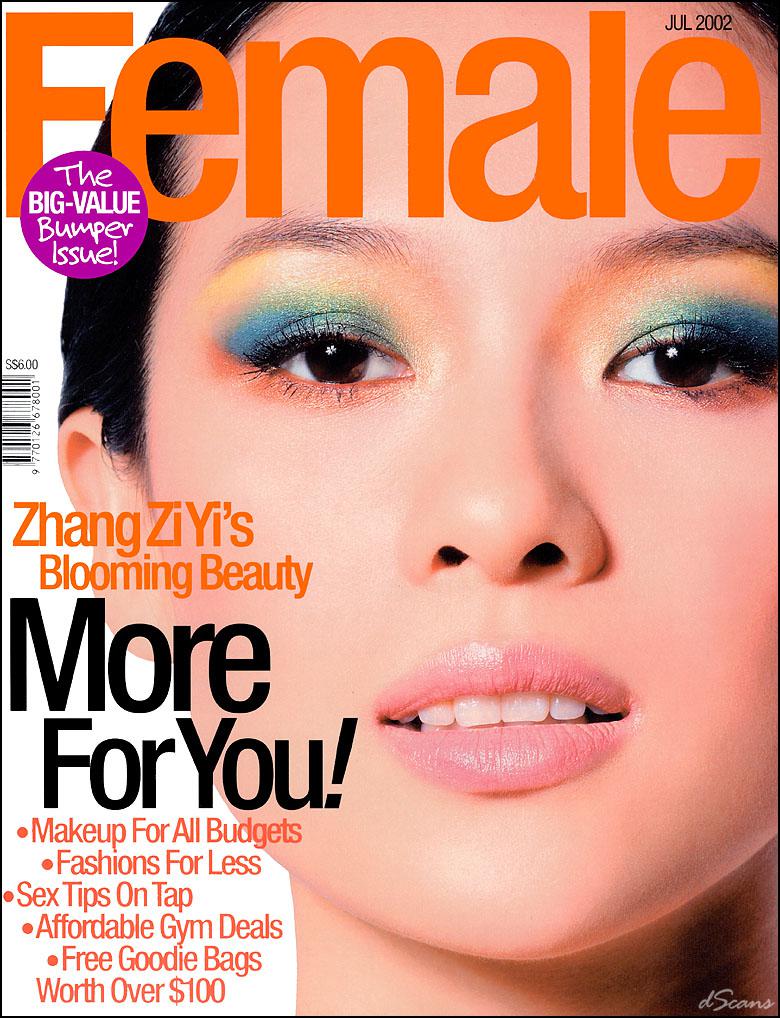 JUL 2002
Female
The
BIG-VALUE
Bumper
Issue!
S$6.00
9 770126 678001
Zhang ZiYi's
Blooming Beauty
More
For You!
•Makeup For All Budgets
•Fashions For Less
•Sex Tips On Tap
•Affordable Gym Deals
•Free Goodie Bags
Worth Over $100
dScans